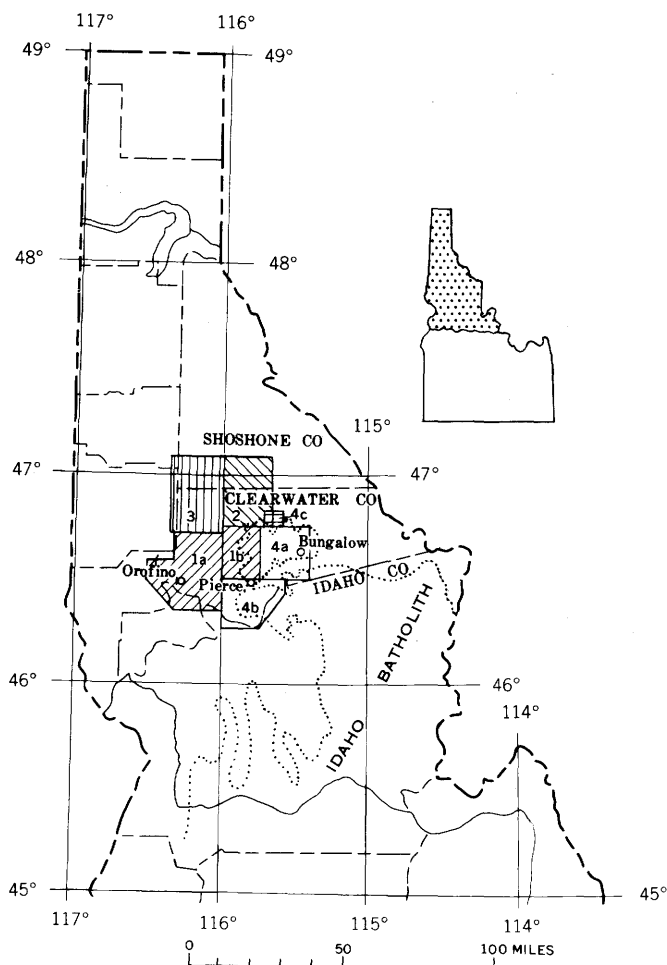 117°
116°
49°
49°
48°
48°
115°
SHOSHONE CO
47°
47°
CLEARWATER CO
3
2
4c
4a
Bungalow
1a
1b
Orofino
Pierce
IDAHO CO
4b
BATHOLITH
46°
46°
114°
IDAHO
45°
45°
117°
116°
115°
114°
0
50
100 MILES